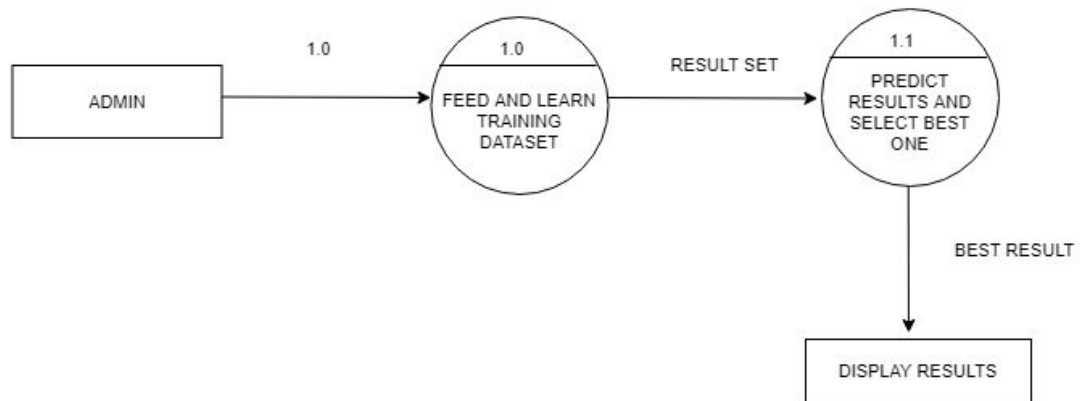 1.0
1.0
1.1
RESULT SET
ADMIN
FEED AND LEARN
TRAINING
DATASET
PREDICT
RESULTS AND
SELECT BEST
ONE
BEST RESULT
DISPLAY RESULTS